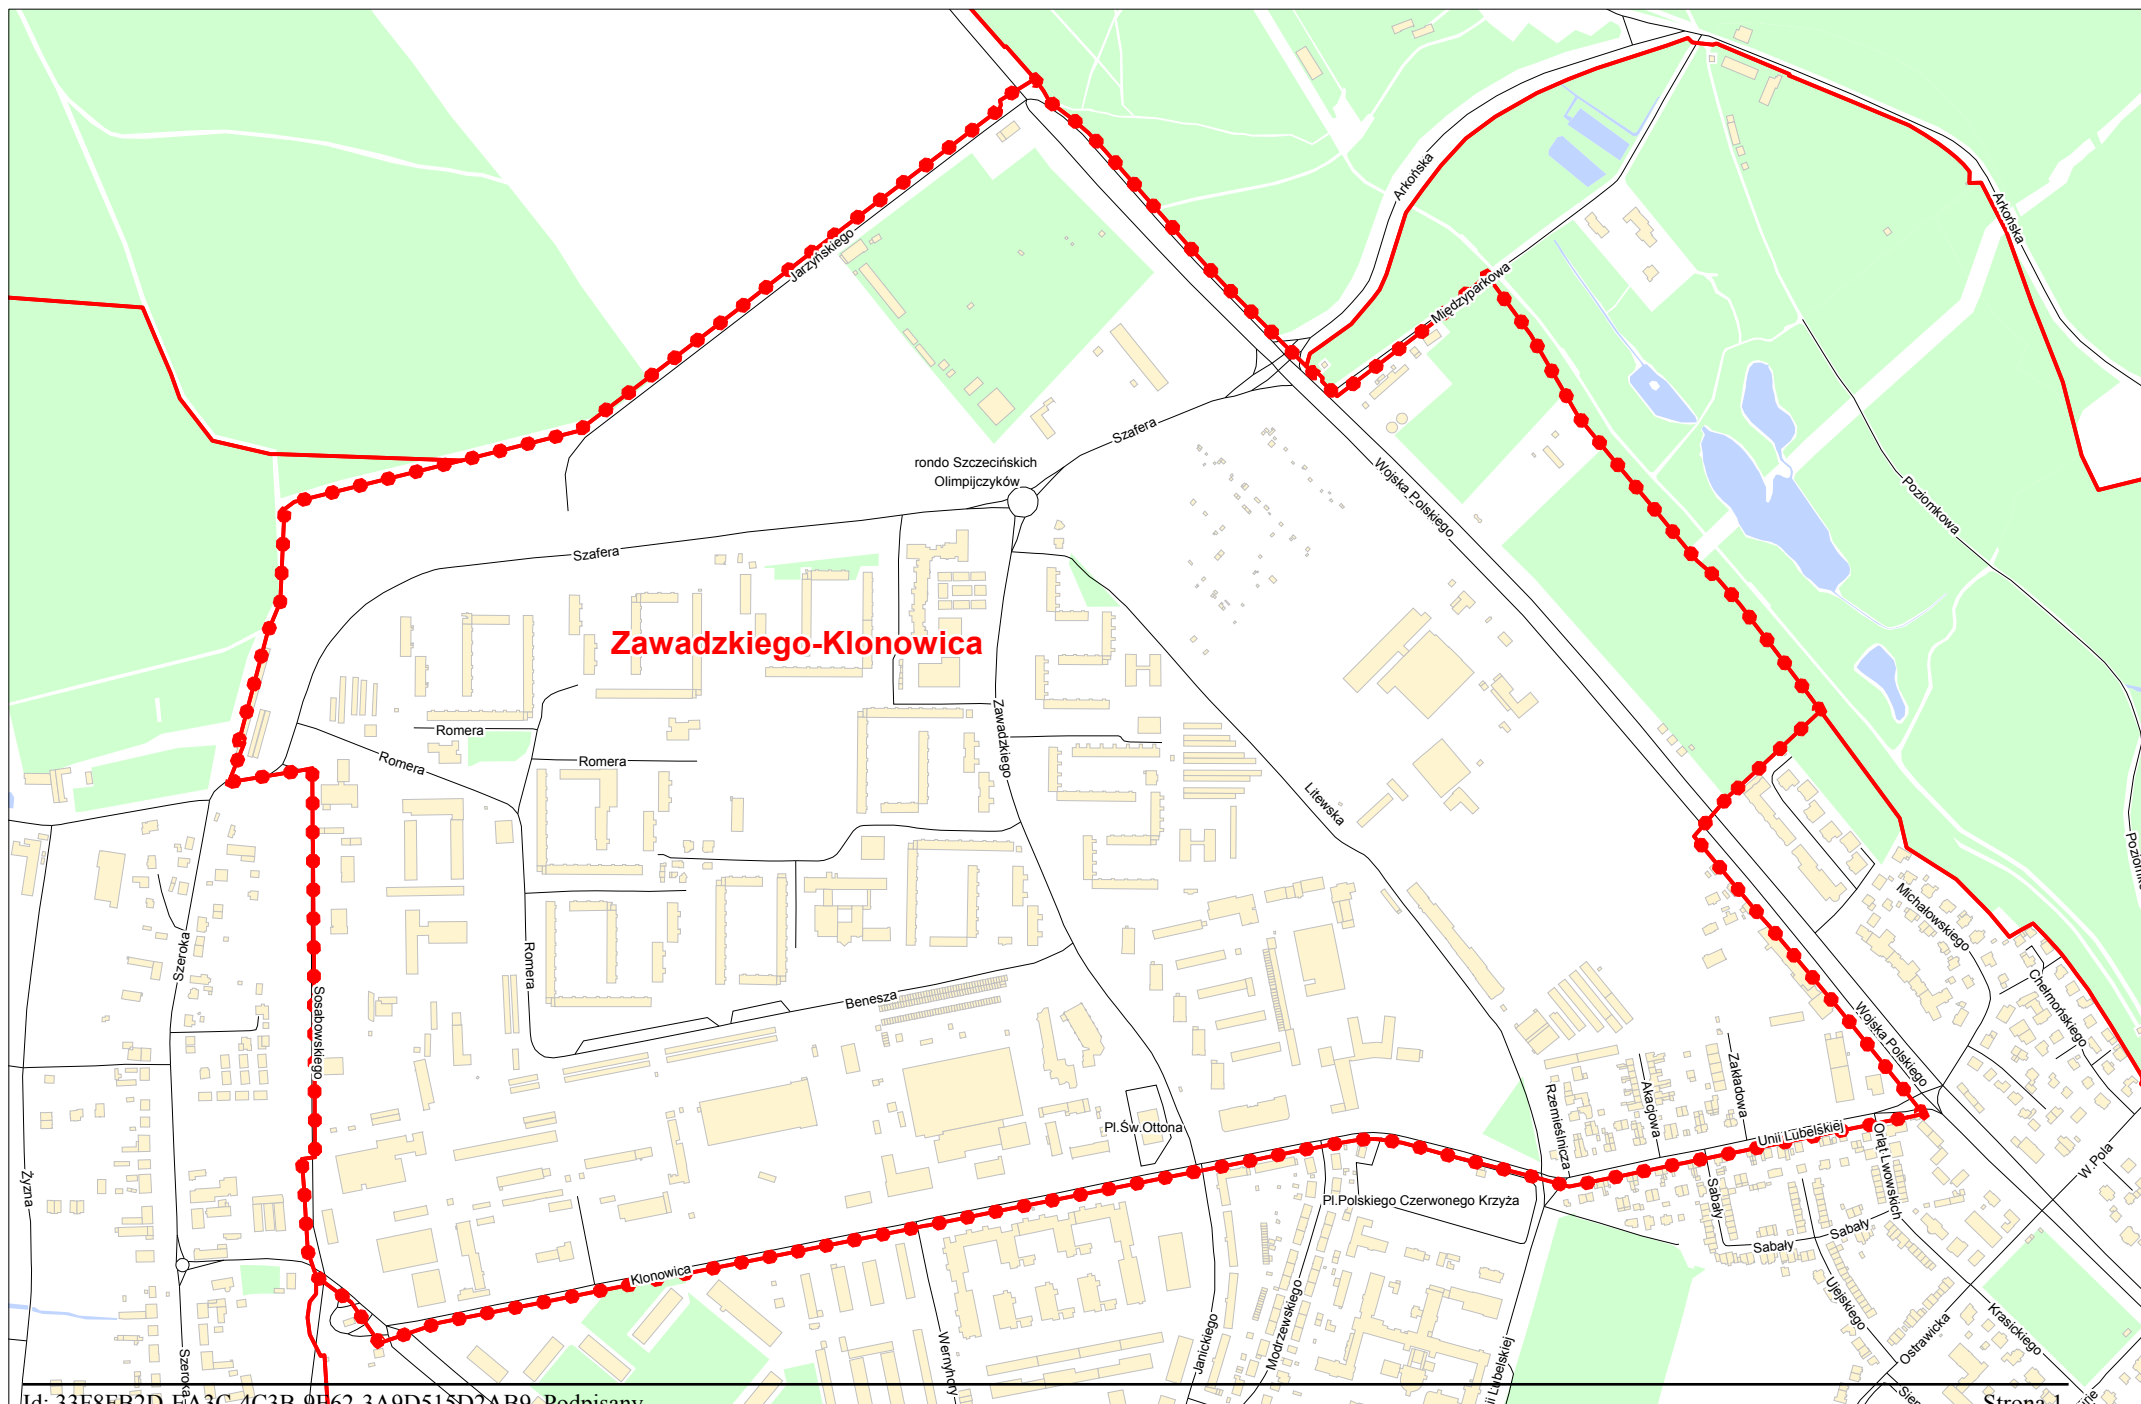 Arkońska
Arkońska
Jarzyńskiego
Międzyparkowa
Szafera
rondo Szczecińskich
Olimpijczyków
Wojska Polskiego
Poziomkowa
Szafera
Zawadzkiego-Klonowica
Romera
Romera
Romera
Zawadzkiego
Litewska
Michałowskiego
Szeroka
Romera
Benesza
Sosabowskiego
Chełmońskiego
Wojska Polskiego
Zakładowa
Akacjowa
Rzemieślnicza
Pl.Św.Ottona
Unii Lubelskiej
Orląt Lwowskich
W.Pola
Żyzna
Pl.Polskiego Czerwonego Krzyża
Sabały
Sabały
Sabały
Klonowica
Ujejskiego
Krasickiego
Ostrawicka
Modrzewskiego
Janickiego
Wernyhory
Szeroka
Strona 1